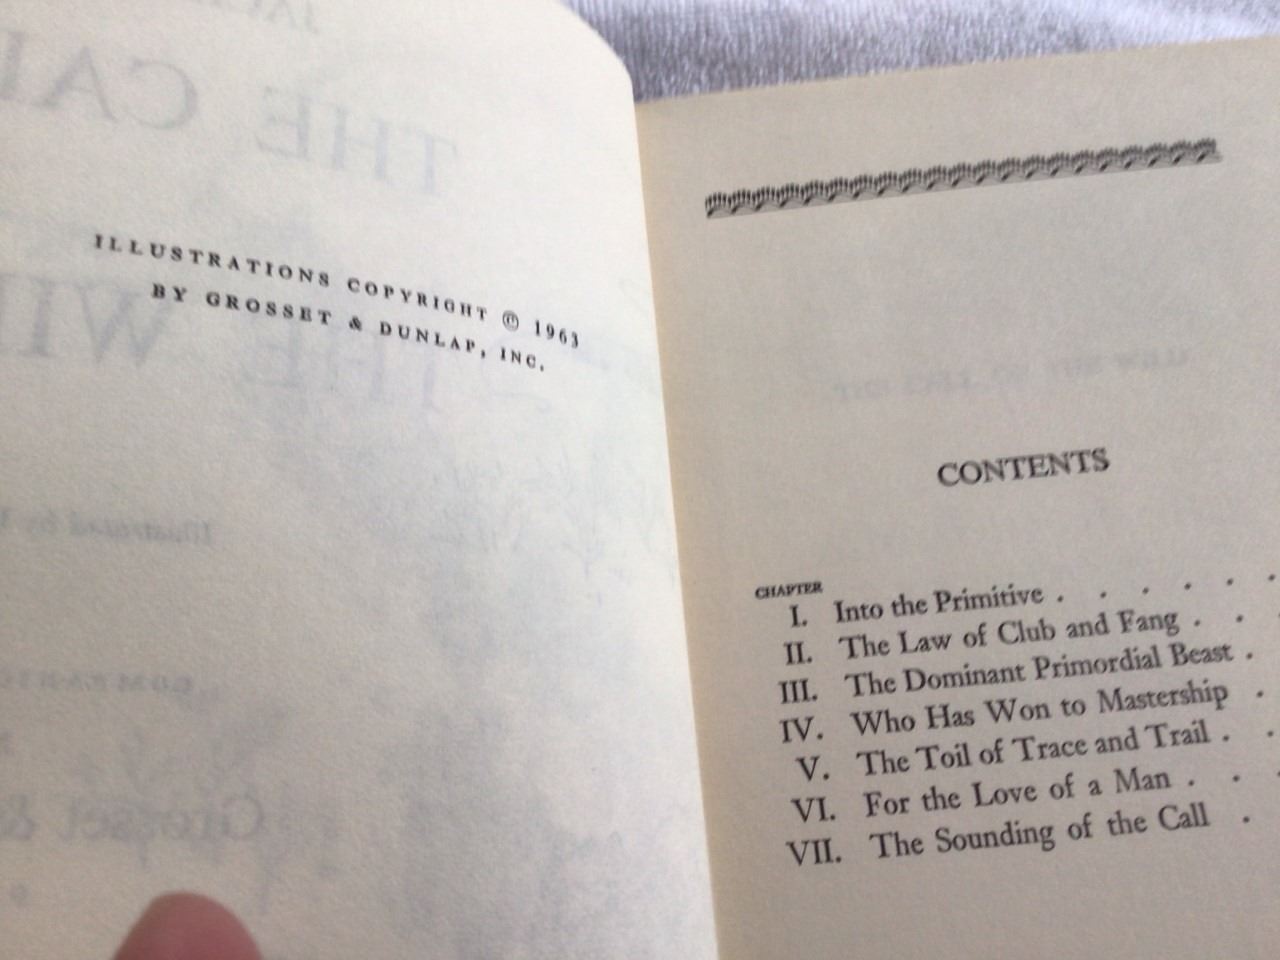 ILLUSTRATIONS COPYRIGHT © 1963
BY GROSSET & DUNLAP, INC.
CONTENTS
CHAPTER
I. Into the Primitive . . . . . .
II. The Law of Club and Fang . . .
III. The Dominant Primordial Beast .
IV. Who Has Won to Mastership .
V. The Toil of Trace and Trail . .
VI. For the Love of a Man . . .
VII. The Sounding of the Call .